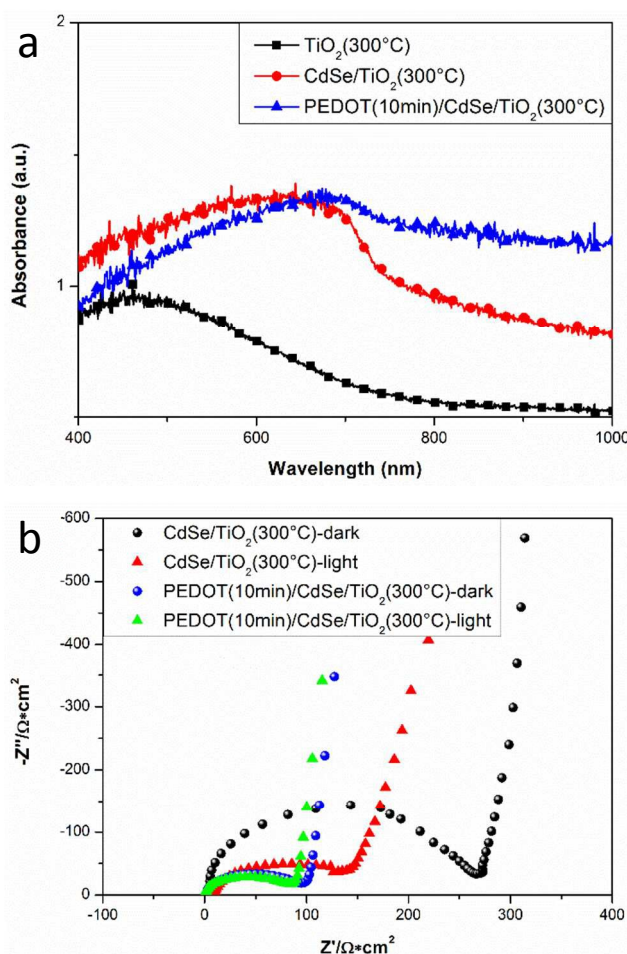 a
2
TiO2(300°C)
CdSe/TiO2(300°C)
PEDOT(10min)/CdSe/TiO2(300°C)
Absorbance (a.u.)
1
400 600 800 1000
Wavelength (nm)
b
-600
CdSe/TiO2(300°C)-dark
CdSe/TiO2(300°C)-light
-500
PEDOT(10min)/CdSe/TiO2(300°C)-dark
PEDOT(10min)/CdSe/TiO2(300°C)-light
-400
-Z''/Ω*cm²
-300
-200
-100
0
-100 0 100 200 300 400
Z'/Ω*cm²